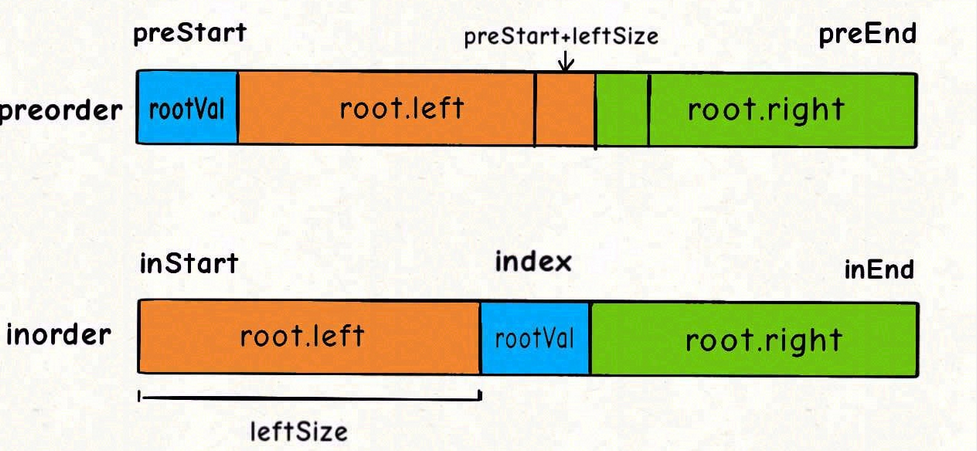 preStart
preStart+leftSize
preEnd
preorder
rootVal
root.left
root.right
inStart
index
inEnd
inorder
root.left
rootVal
root.right
leftSize